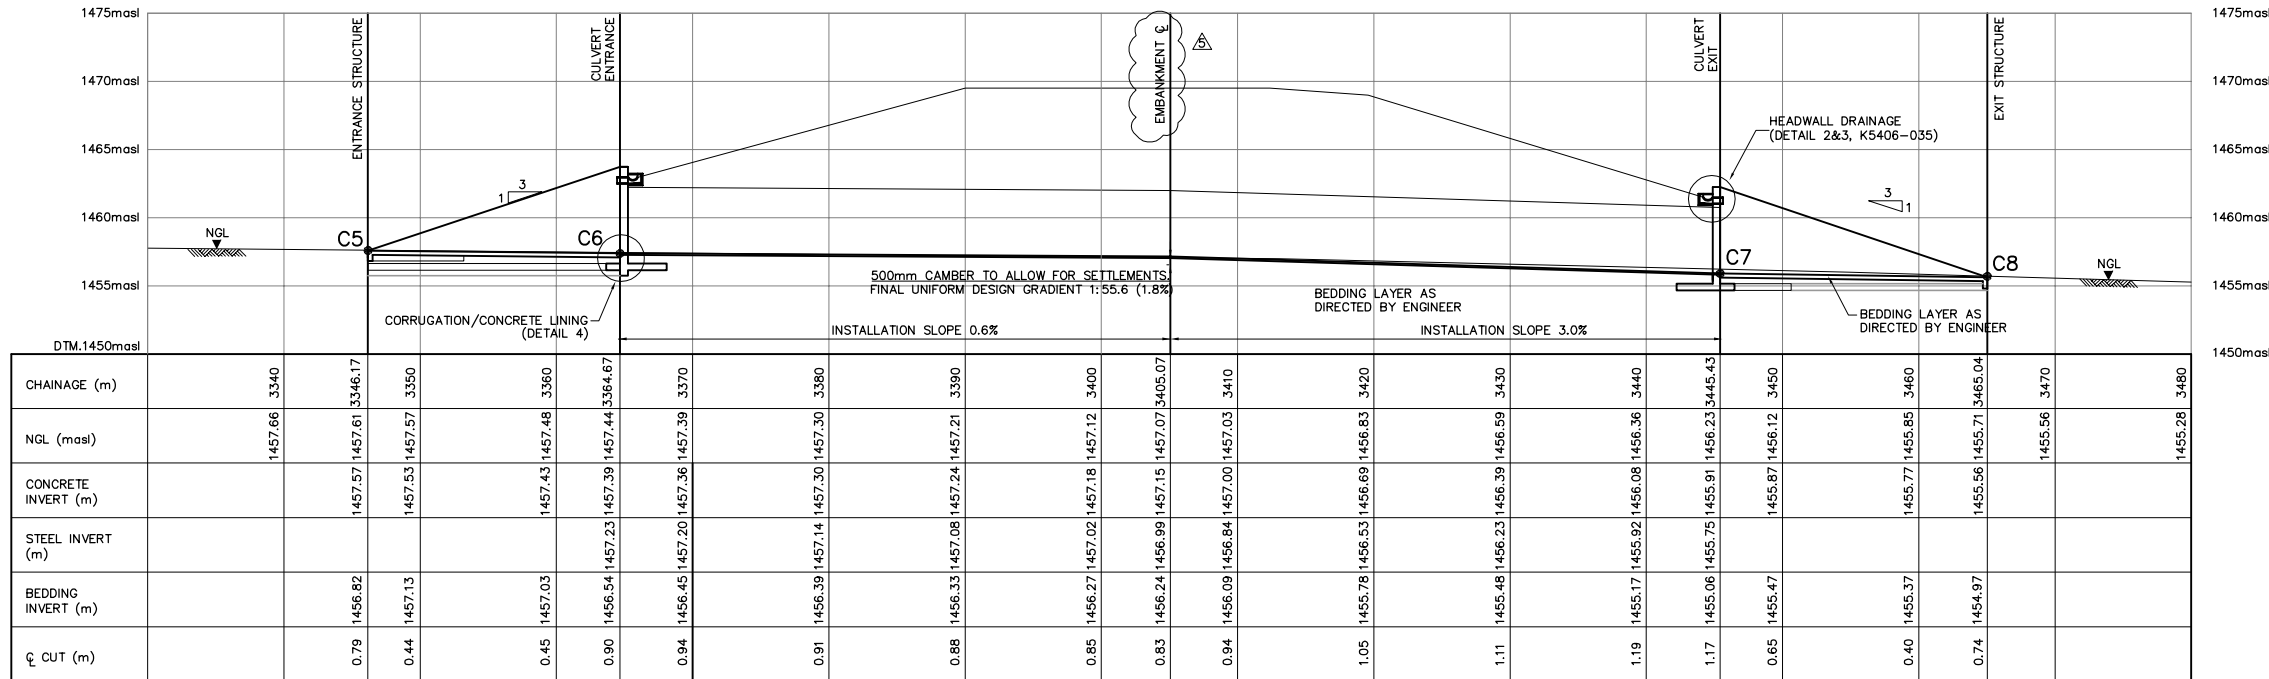 1475masl
1475masl
1470masl
1470masl
1465masl
1465masl
1460masl
1460masl
1455masl
1455masl
DTM.1450masl
1450masl
ENTRANCE STRUCTURE
CULVERT
ENTRANCE
EMBANKMENT ℄
5
CULVERT
EXIT
EXIT STRUCTURE
HEADWALL DRAINAGE
(DETAIL 2&3, K5406-035)
3
1
3
1
NGL
C5
C6
C7
C8
NGL
500mm CAMBER TO ALLOW FOR SETTLEMENTS.
FINAL UNIFORM DESIGN GRADIENT 1:55.6 (1.8%)
BEDDING LAYER AS
DIRECTED BY ENGINEER
BEDDING LAYER AS
DIRECTED BY ENGINEER
CORRUGATION/CONCRETE LINING
(DETAIL 4)
INSTALLATION SLOPE 0.6%
INSTALLATION SLOPE 3.0%
CHAINAGE (m)
3340
3346.17
3350
3360
3364.67
3370
3380
3390
3400
3405.07
3410
3420
3430
3440
3445.43
3450
3460
3465.04
3470
3480
NGL (masl)
1457.66
1457.61
1457.57
1457.48
1457.44
1457.39
1457.30
1457.21
1457.12
1457.07
1457.03
1456.83
1456.59
1456.36
1456.23
1456.12
1455.85
1455.71
1455.56
1455.28
CONCRETE
INVERT (m)
1457.57
1457.53
1457.43
1457.39
1457.36
1457.30
1457.24
1457.18
1457.15
1457.00
1456.69
1456.39
1456.08
1455.91
1455.87
1455.77
1455.56
STEEL INVERT
(m)
1457.23
1457.20
1457.14
1457.08
1457.02
1456.99
1456.84
1456.53
1456.23
1455.92
1455.75
BEDDING
INVERT (m)
1456.82
1457.13
1457.03
1456.54
1456.45
1456.39
1456.33
1456.27
1456.24
1456.09
1455.78
1455.48
1455.17
1455.06
1455.47
1455.37
1454.97
℄ CUT (m)
0.79
0.44
0.45
0.90
0.94
0.91
0.88
0.85
0.83
0.94
1.05
1.11
1.19
1.17
0.65
0.40
0.74